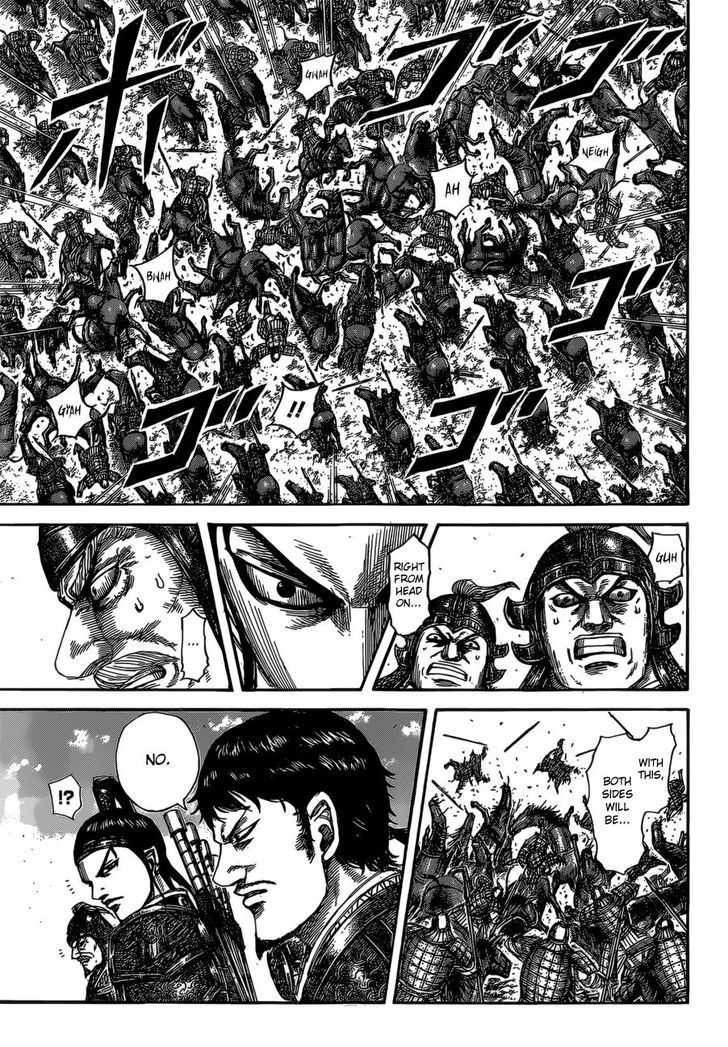 ボゴゴ
GWAH
NEIGH
AH
BWAH
ゴ
ゴ
ゴ
!!
GYAH
GUH
RIGHT
FROM
HEAD
ON...
...
WITH
THIS,
BOTH
SIDES
WILL
BE...
NO.
!?